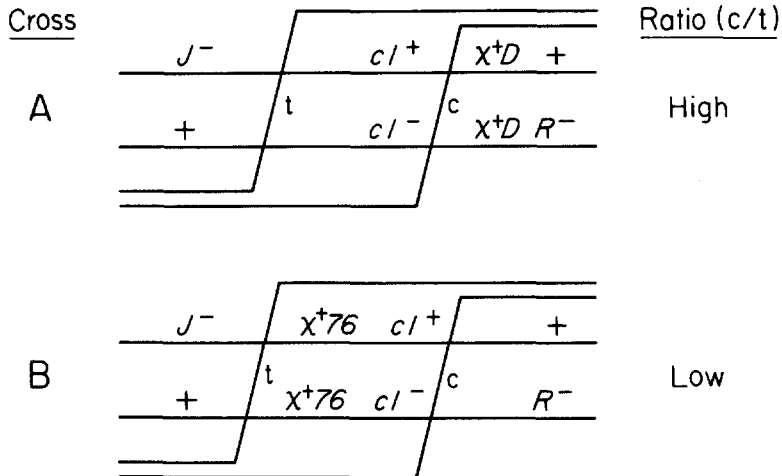 Cross Ratio (c/t)
J⁻ cI⁺ χ⁺D +
A t c High
+ cI⁻ χ⁺D R⁻
J⁻ χ⁺76 cI⁺ +
B t c Low
+ χ⁺76 cI⁻ R⁻